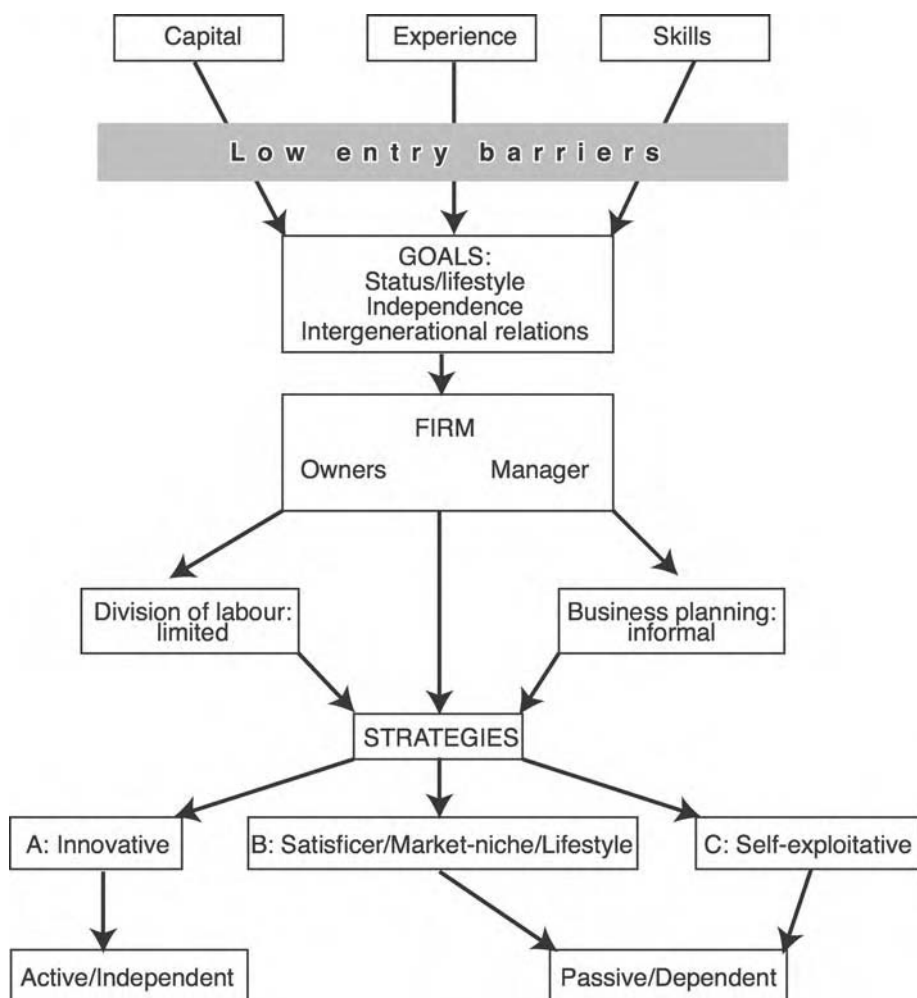 Capital
Experience
Skills
Low entry barriers
GOALS:
Status/lifestyle
Independence
Intergenerational relations
FIRM
Owners
Manager
Division of labour:
limited
Business planning:
informal
STRATEGIES
A: Innovative
B: Satisficer/Market-niche/Lifestyle
C: Self-exploitative
Active/Independent
Passive/Dependent